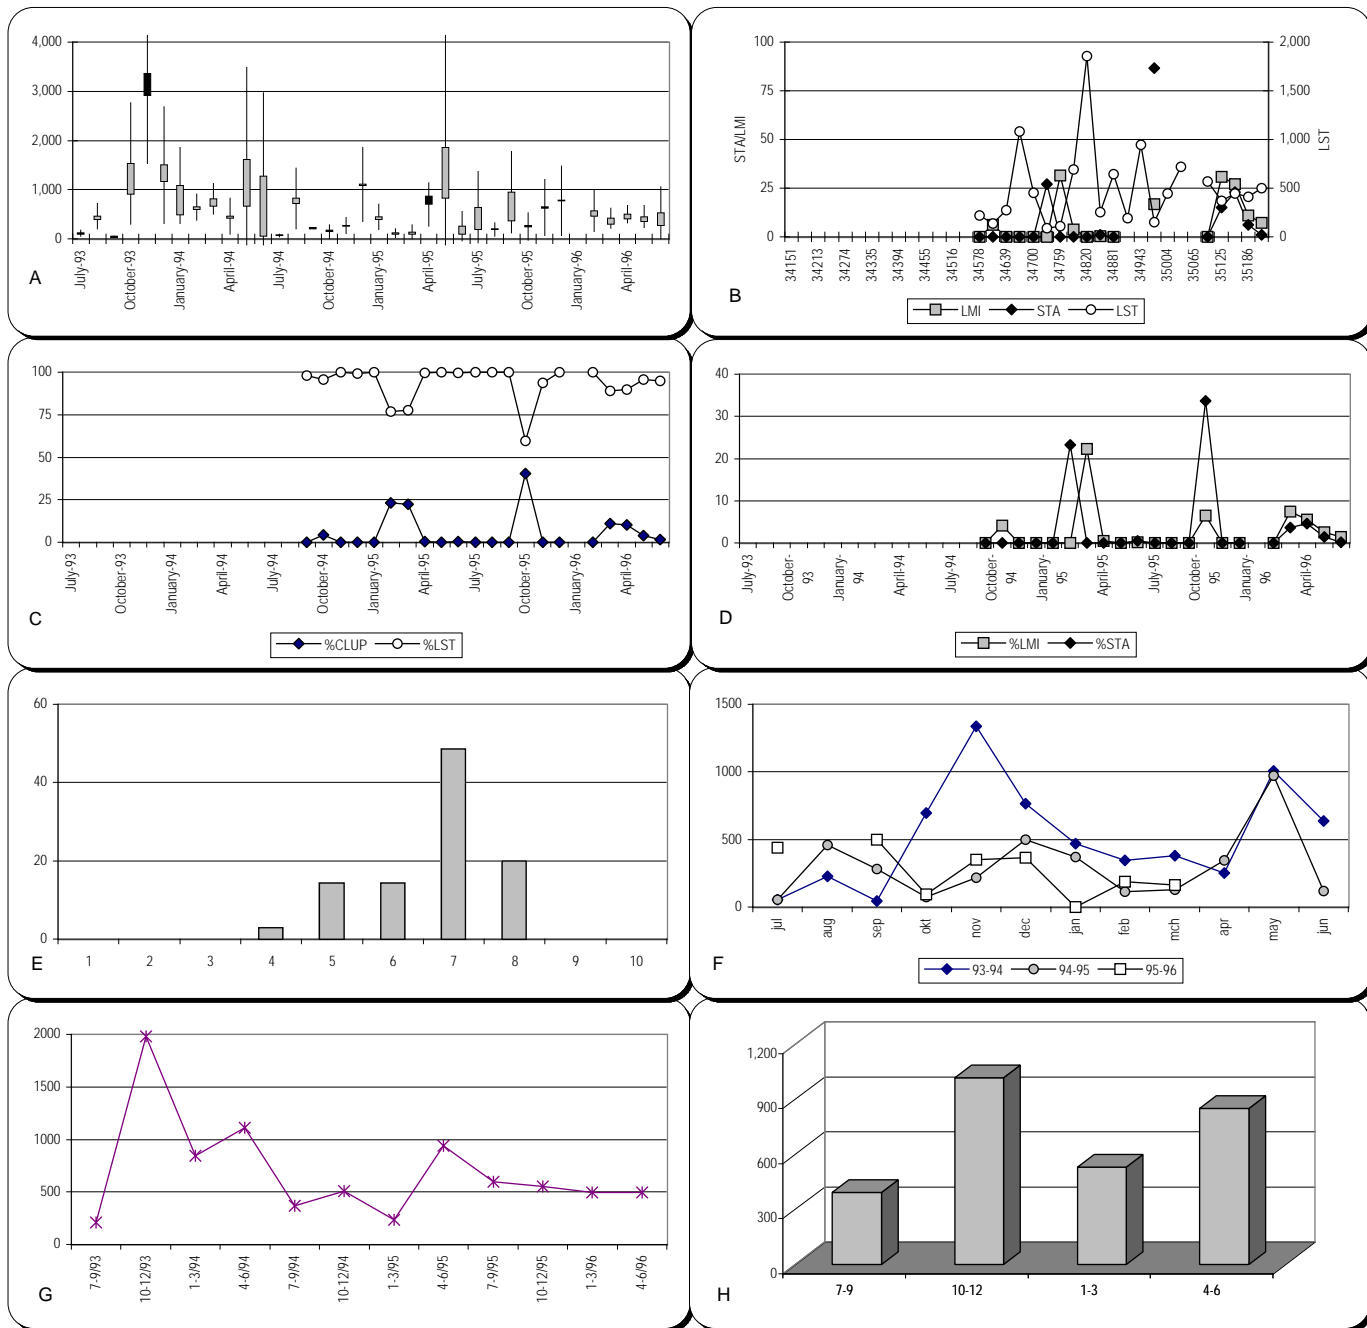 4,000
3,000
2,000
1,000
0
July-93
October-93
January-94
April-94
July-94
October-94
January-95
April-95
July-95
October-95
January-96
April-96
A
100
75
50
25
0
STA/LMI
2,000
1,500
1,000
500
0
LST
34151
34213
34274
34335
34394
34455
34516
34578
34639
34700
34759
34820
34881
34943
35004
35065
35125
35186
B
LMI STA LST
100
75
50
25
0
July-93
October-93
January-94
April-94
July-94
October-94
January-95
April-95
July-95
October-95
January-96
April-96
C
%CLUP %LST
40
30
20
10
0
July-93
October-
93
January-
94
April-94
July-94
October-
94
January-
95
April-95
July-95
October-
95
January-
96
April-96
D
%LMI %STA
60
40
20
0
1 2 3 4 5 6 7 8 9 10
E
1500
1000
500
0
jul
aug
sep
okt
nov
dec
jan
feb
mch
apr
may
jun
F
93-94 94-95 95-96
2000
1500
1000
500
0
7-9/93
10-12/93
1-3/94
4-6/94
7-9/94
10-12/94
1-3/95
4-6/95
7-9/95
10-12/95
1-3/96
4-6/96
G
1,200
900
600
300
0
7-9 10-12 1-3 4-6
H